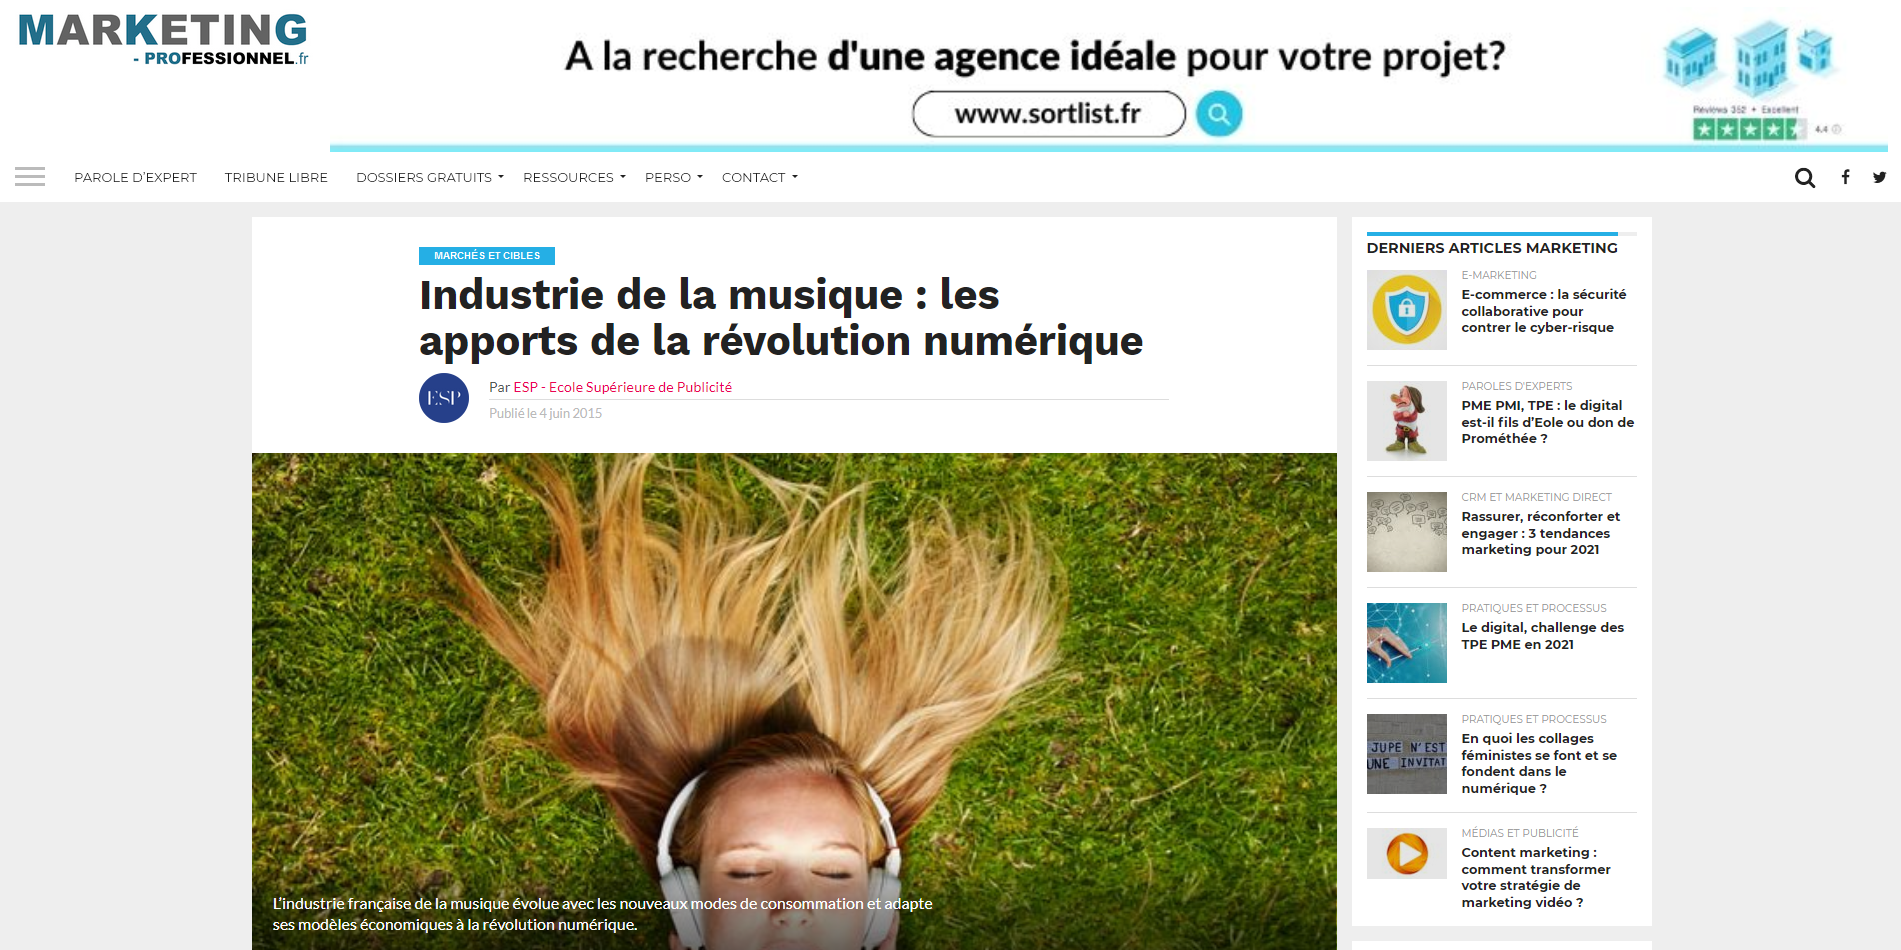 MARKETING
- PROFESSIONNEL.fr
A la recherche d'une agence idéale pour votre projet?
www.sortlist.fr
Reviews 352 • Excellent
4.4
PAROLE D'EXPERT TRIBUNE LIBRE DOSSIERS GRATUITS RESSOURCES PERSO CONTACT
MARCHÉS ET CIBLES
Industrie de la musique : les
apports de la révolution numérique
ESP
Par ESP - Ecole Supérieure de Publicité
Publié le 4 juin 2015
L'industrie française de la musique évolue avec les nouveaux modes de consommation et adapte
ses modèles économiques à la révolution numérique.
DERNIERS ARTICLES MARKETING
E-MARKETING
E-commerce : la sécurité
collaborative pour
contrer le cyber-risque
PAROLES D'EXPERTS
PME PMI, TPE : le digital
est-il fils d'Eole ou don de
Prométhée ?
CRM ET MARKETING DIRECT
Rassurer, réconforter et
engager : 3 tendances
marketing pour 2021
PRATIQUES ET PROCESSUS
Le digital, challenge des
TPE PME en 2021
JUPE N'EST
UNE INVITAT
PRATIQUES ET PROCESSUS
En quoi les collages
féministes se font et se
fondent dans le
numérique ?
MÉDIAS ET PUBLICITÉ
Content marketing :
comment transformer
votre stratégie de
marketing vidéo ?